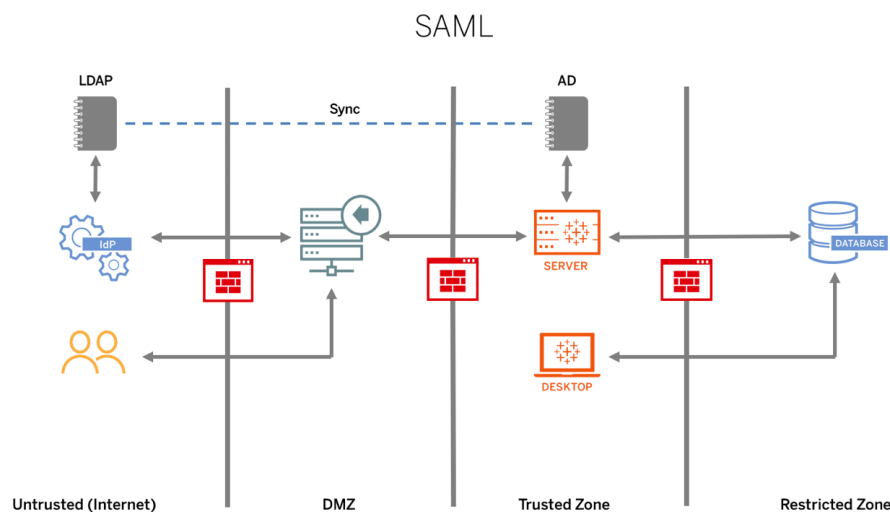 SAML
LDAP
AD
Sync
IdP
SERVER
DATABASE
DESKTOP
Untrusted (Internet)
DMZ
Trusted Zone
Restricted Zone